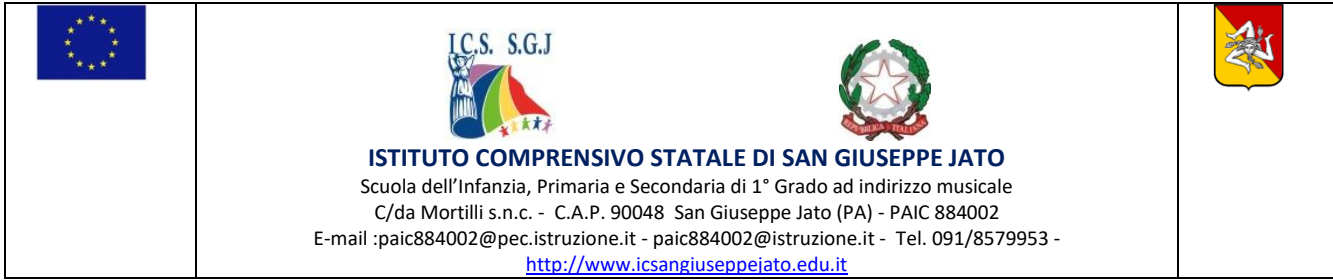 I.C.S. S.G.J
REPVBBLICA ITALIANA
ISTITUTO COMPRENSIVO STATALE DI SAN GIUSEPPE JATO
Scuola dell'Infanzia, Primaria e Secondaria di 1° Grado ad indirizzo musicale
C/da Mortilli s.n.c. - C.A.P. 90048 San Giuseppe Jato (PA) - PAIC 884002
E-mail :paic884002@pec.istruzione.it - paic884002@istruzione.it - Tel. 091/8579953 -
http://www.icsangiuseppejato.edu.it